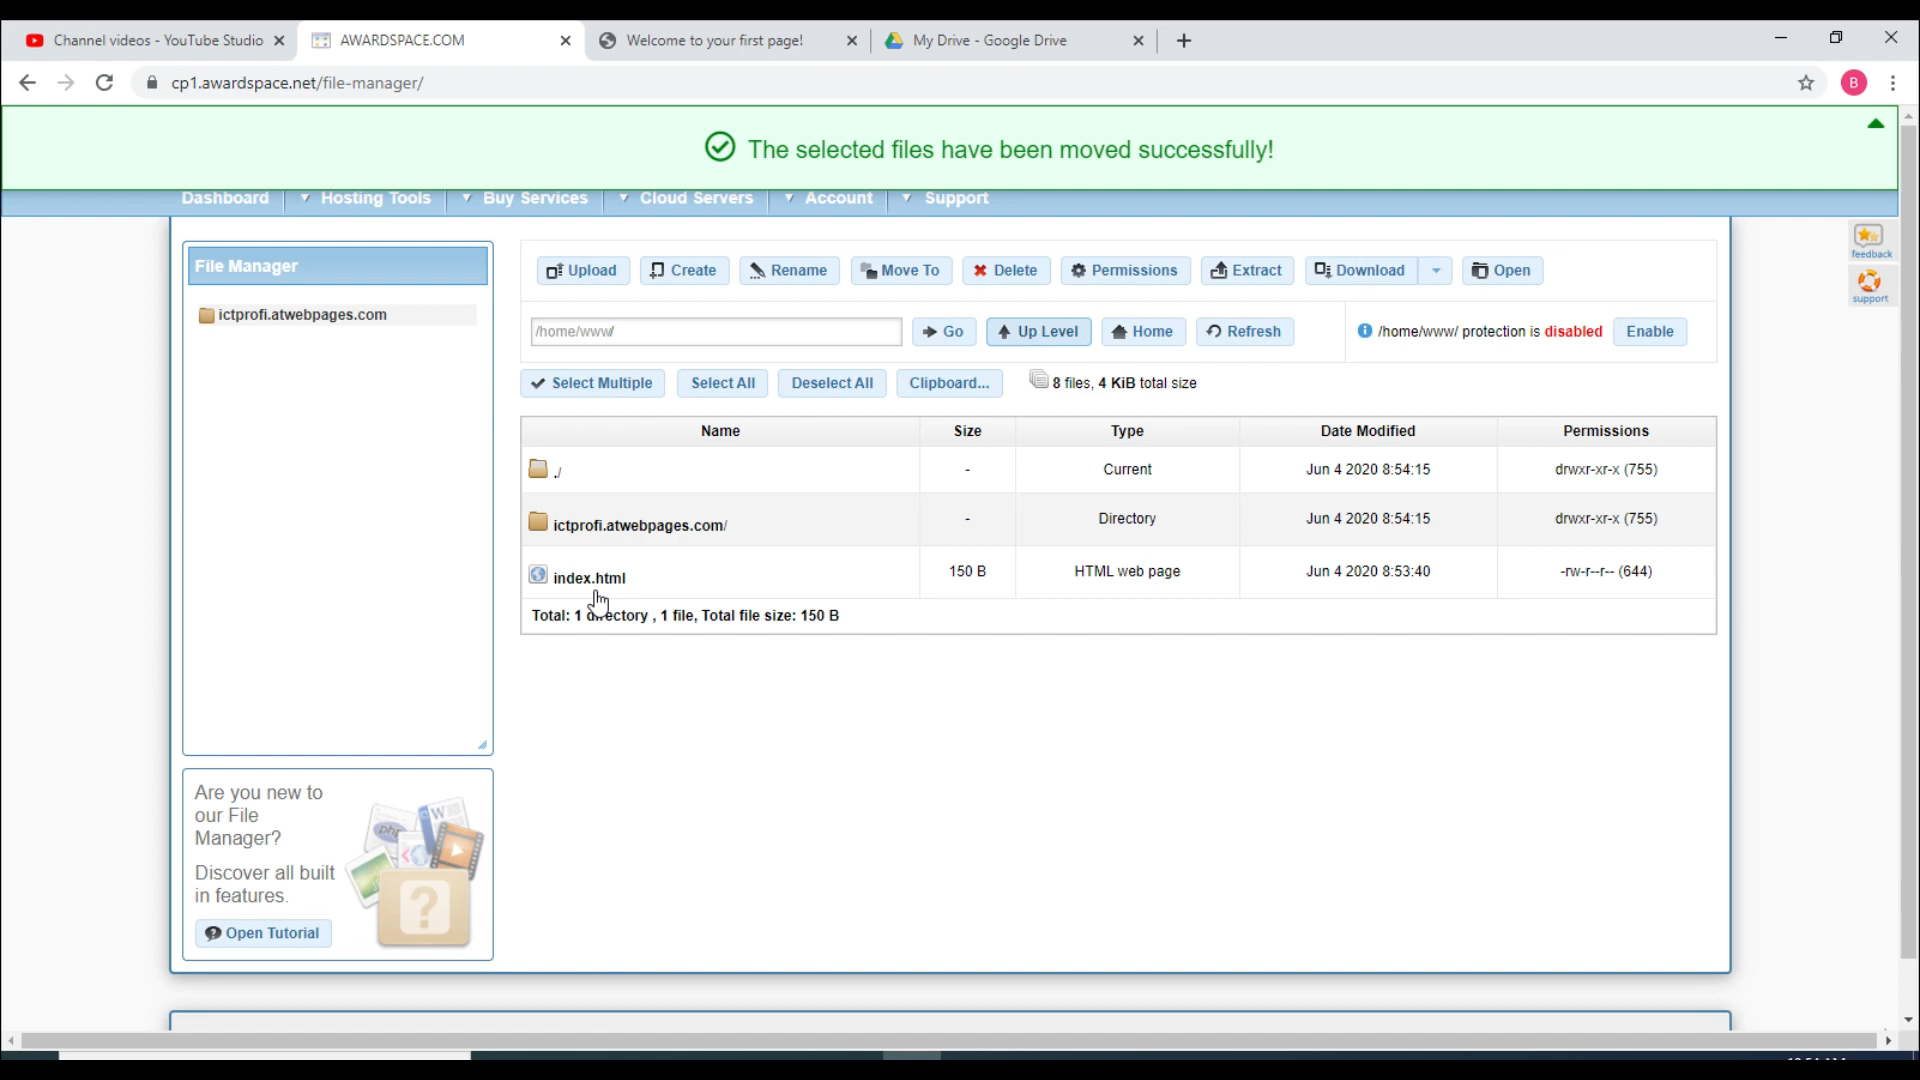 Channel videos - YouTube Studio
AWARDSPACE.COM
Welcome to your first page!
My Drive - Google Drive
cp1.awardspace.net/file-manager/
B
The selected files have been moved successfully!
Dashboard
Hosting Tools
Buy Services
Cloud Servers
Account
Support
feedback
support
File Manager
ictprofi.atwebpages.com
Upload
Create
Rename
Move To
Delete
Permissions
Extract
Download
Open
/home/www/
Go
Up Level
Home
Refresh
/home/www/ protection is disabled
Enable
Select Multiple
Select All
Deselect All
Clipboard...
8 files, 4 KiB total size
Name Size Type Date Modified Permissions
./ - Current Jun 4 2020 8:54:15 drwxr-xr-x (755)
ictprofi.atwebpages.com/ - Directory Jun 4 2020 8:54:15 drwxr-xr-x (755)
index.html 150 B HTML web page Jun 4 2020 8:53:40 -rw-r--r-- (644)
Total: 1 directory , 1 file, Total file size: 150 B
Are you new to
our File
Manager?
Discover all built
in features.
Open Tutorial
php
W
?